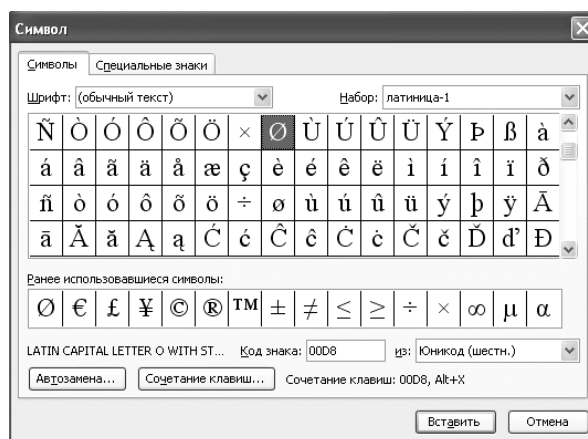 Символ
Символы Специальные знаки
Шрифт: (обычный текст) Набор: латиница-1
Ñ Ò Ó Ô Õ Ö × Ø Ù Ú Û Ü Ý Þ ß à
á â ã ä å æ ç è é ê ë ì í î ï ð
ñ ò ó ô õ ö ÷ ø ù ú û ü ý þ ÿ Ā
ā Ă ă Ą ą Ć ć Ĉ ĉ Ċ ċ Č č Ď ď Đ
Ранее использовавшиеся символы:
Ø € £ ¥ © ® ™ ± ≠ ≤ ≥ ÷ × ∞ µ α
LATIN CAPITAL LETTER O WITH ST... Код знака: 00D8 из: Юникод (шестн.)
Автозамена... Сочетание клавиш... Сочетание клавиш: 00D8, Alt+X
Вставить Отмена